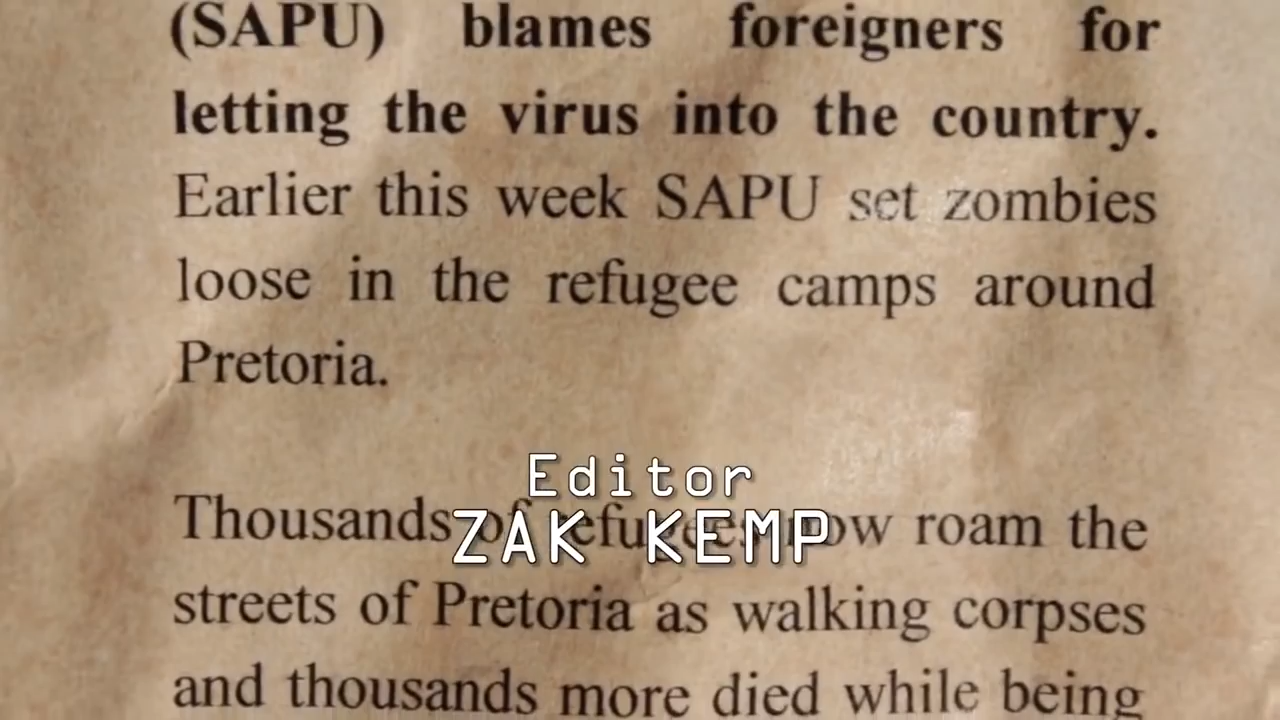 (SAPU) blames foreigners for
letting the virus into the country.
Earlier this week SAPU set zombies
loose in the refugee camps around
Pretoria.
Editor
Thousands of refugees now roam the
ZAK KEMP
streets of Pretoria as walking corpses
and thousands more died while being